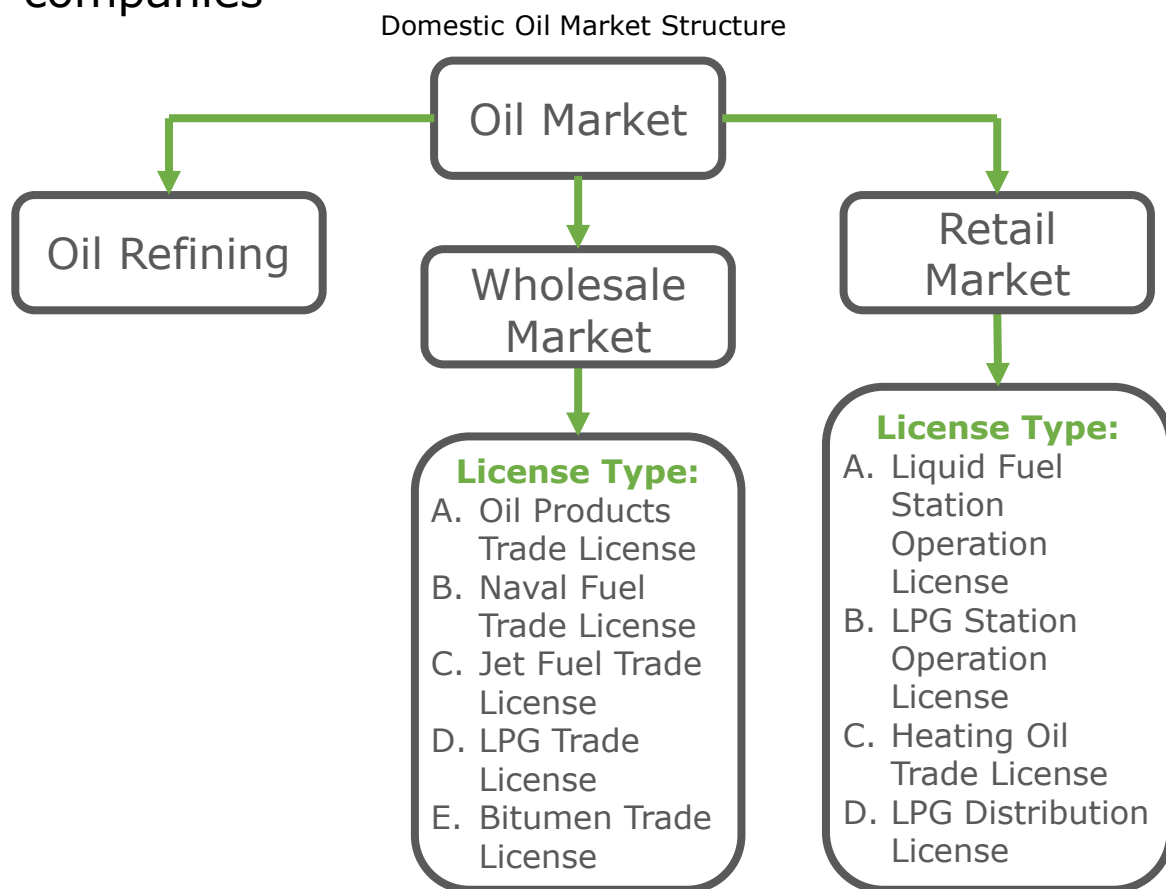 companies
Domestic Oil Market Structure
Oil Market
Oil Refining
Wholesale
Market
Retail
Market
License Type:
A. Oil Products
Trade License
B. Naval Fuel
Trade License
C. Jet Fuel Trade
License
D. LPG Trade
License
E. Bitumen Trade
License
License Type:
A. Liquid Fuel
Station
Operation
License
B. LPG Station
Operation
License
C. Heating Oil
Trade License
D. LPG Distribution
License